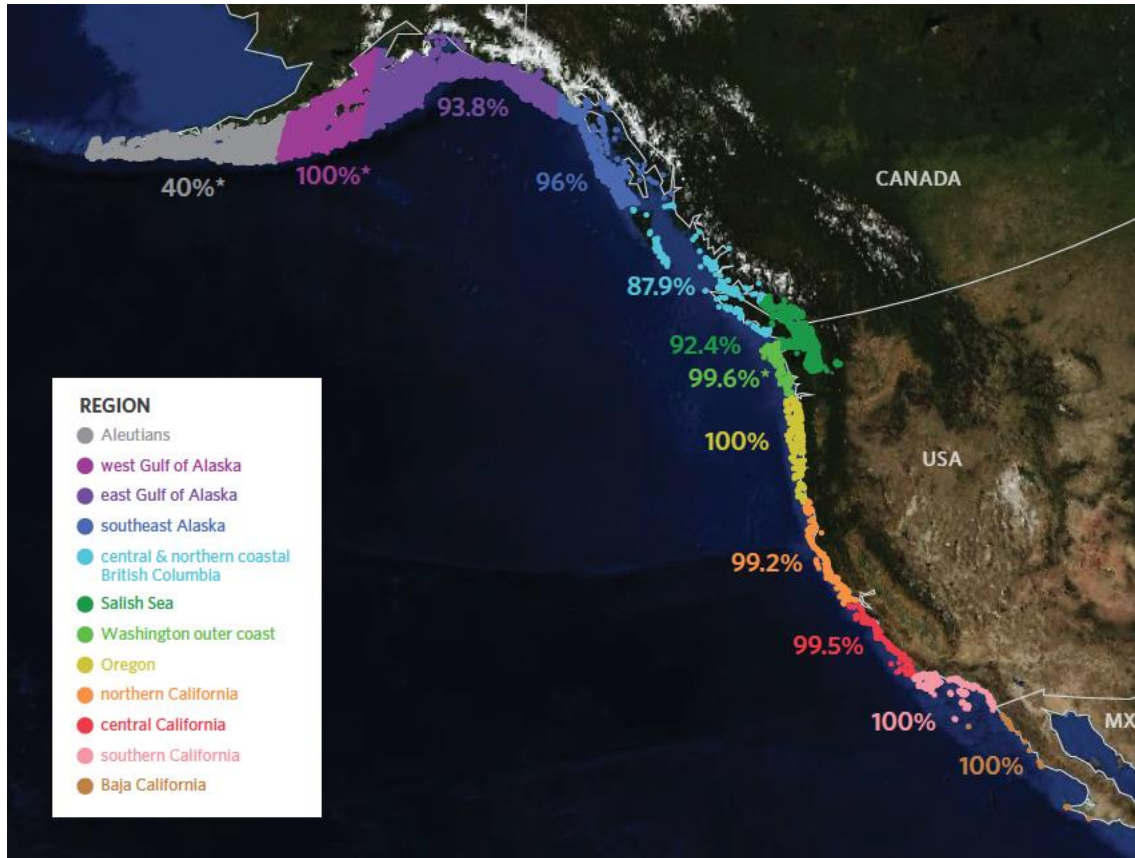 93.8%
40%*
100%*
96%
CANADA
87.9%
92.4%
99.6%*
100%
USA
99.2%
99.5%
100%
MX
100%
REGION
Aleutians
west Gulf of Alaska
east Gulf of Alaska
southeast Alaska
central & northern coastal
British Columbia
Salish Sea
Washington outer coast
Oregon
northern California
central California
southern California
Baja California